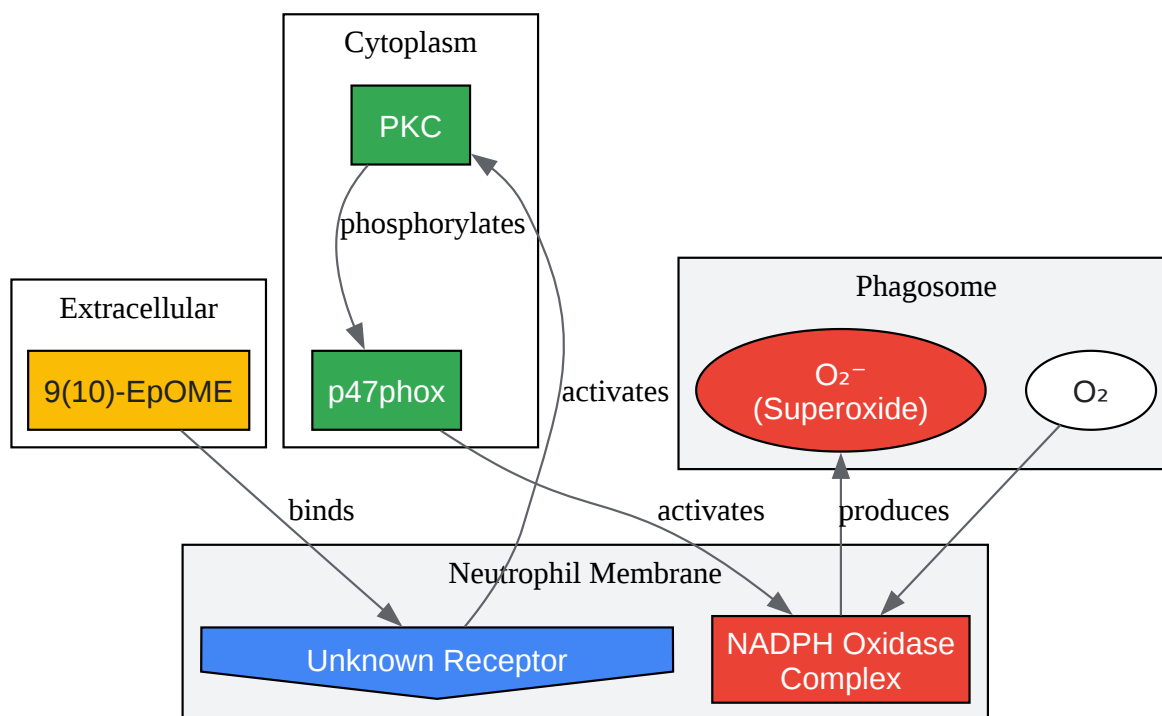 Cytoplasm
PKC
phosphorylates
Extracellular
9(10)-EpOME
p47phox
activates
Phagosome
O₂⁻
(Superoxide)
O₂
binds
activates
produces
Neutrophil Membrane
Unknown Receptor
NADPH Oxidase
Complex